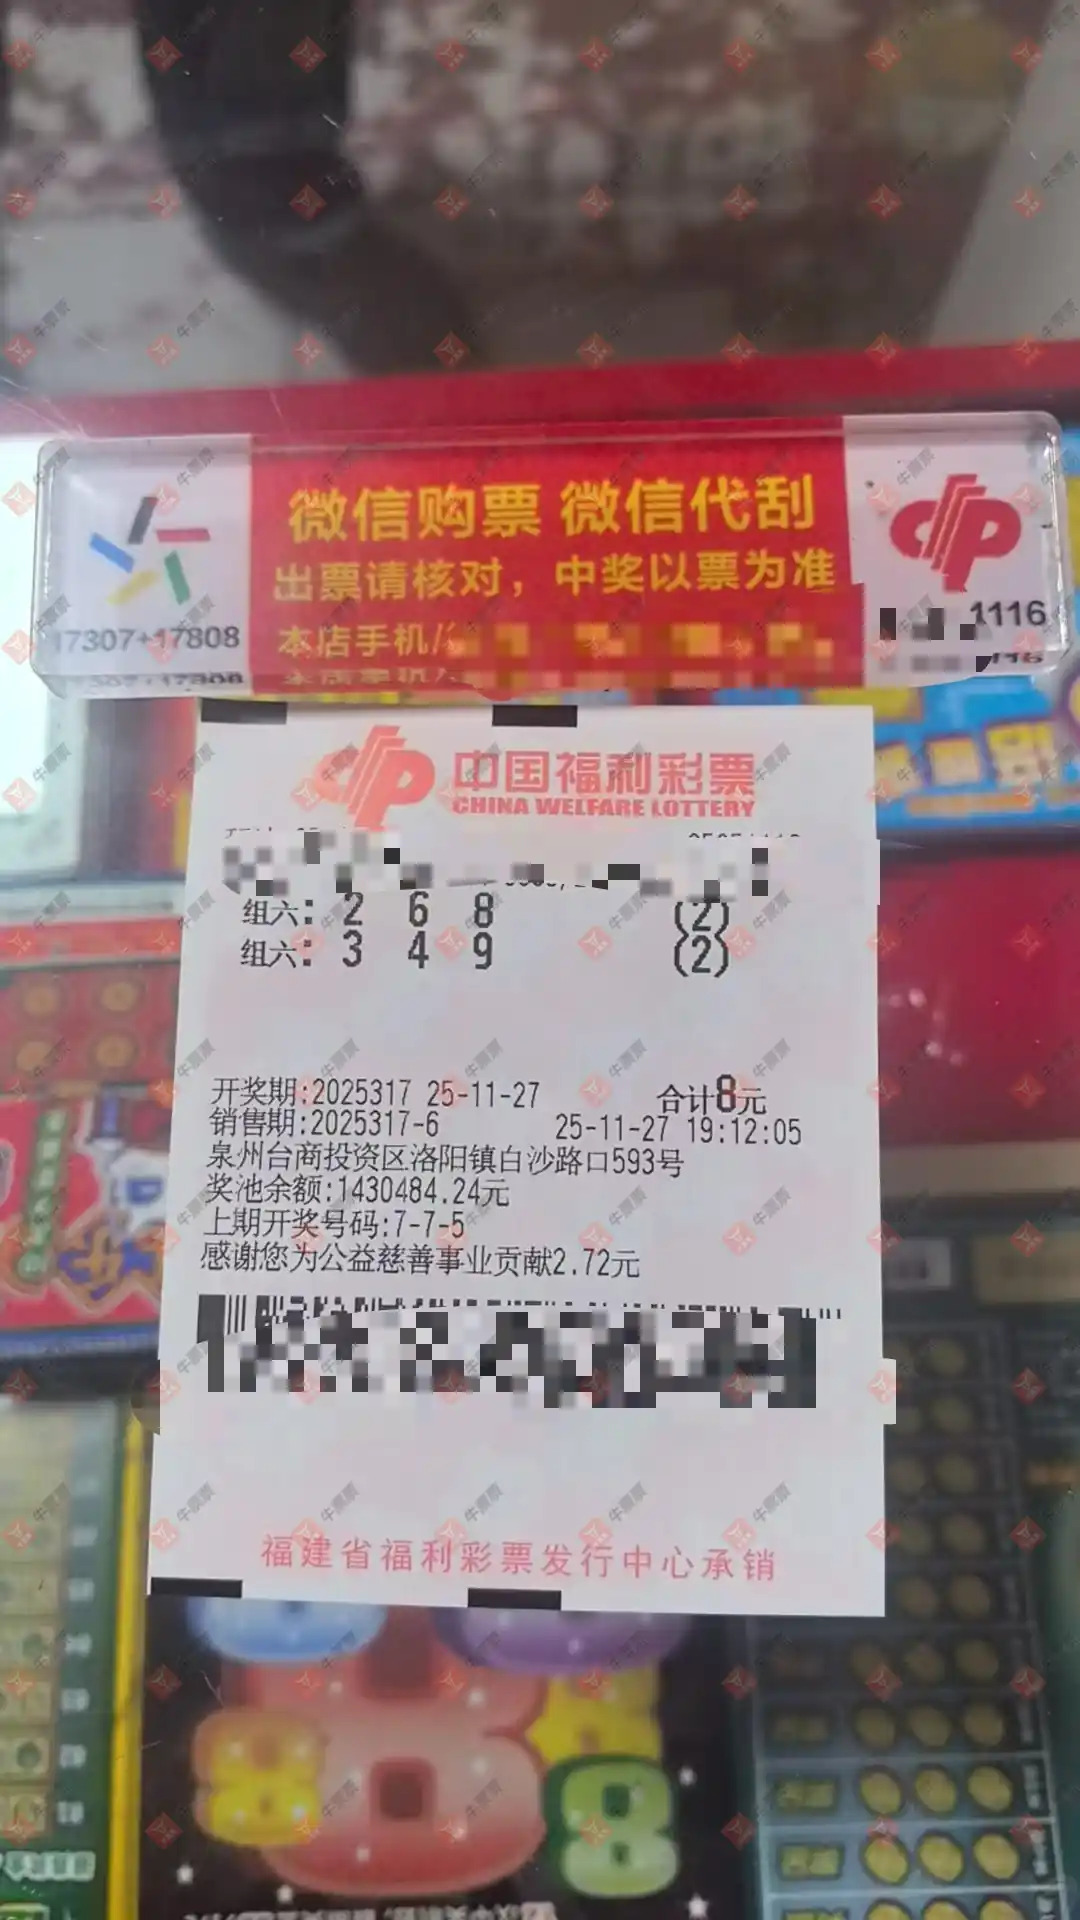 微信购票 微信代刮
出票请核对，中奖以票为准
17307+17808
本店手机/
1116
中国福利彩票
CHINA WELFARE LOTTERY
组六: 2 6 8 (2)
组六: 3 4 9 (2)
开奖期:2025317 25-11-27 合计8元
销售期:2025317-6 25-11-27 19:12:05
泉州台商投资区洛阳镇白沙路口593号
奖池余额:1430484.24元
上期开奖号码:7-7-5
感谢您为公益慈善事业贡献2.72元
福建省福利彩票发行中心承销
牛票票